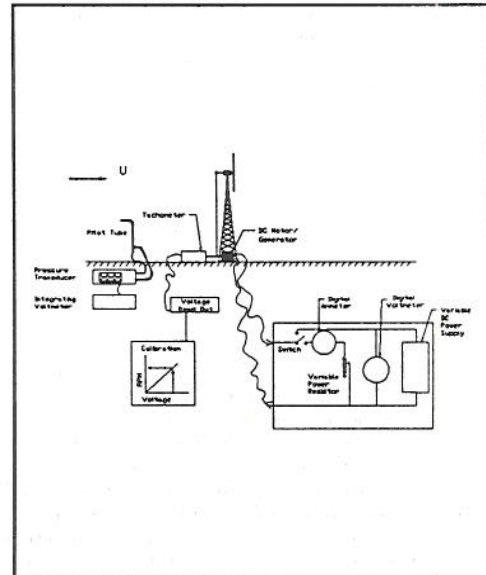 U
Pitot Tube
Tachometer
DC Motor/
Generator
Pressure
Transducer
Integrating
Voltmeter
Voltage
Read Out
Calibration
RPM
Voltage
Switch
Digital
Ammeter
Digital
Voltmeter
Variable
DC
Power
Supply
Variable
Power
Resistor